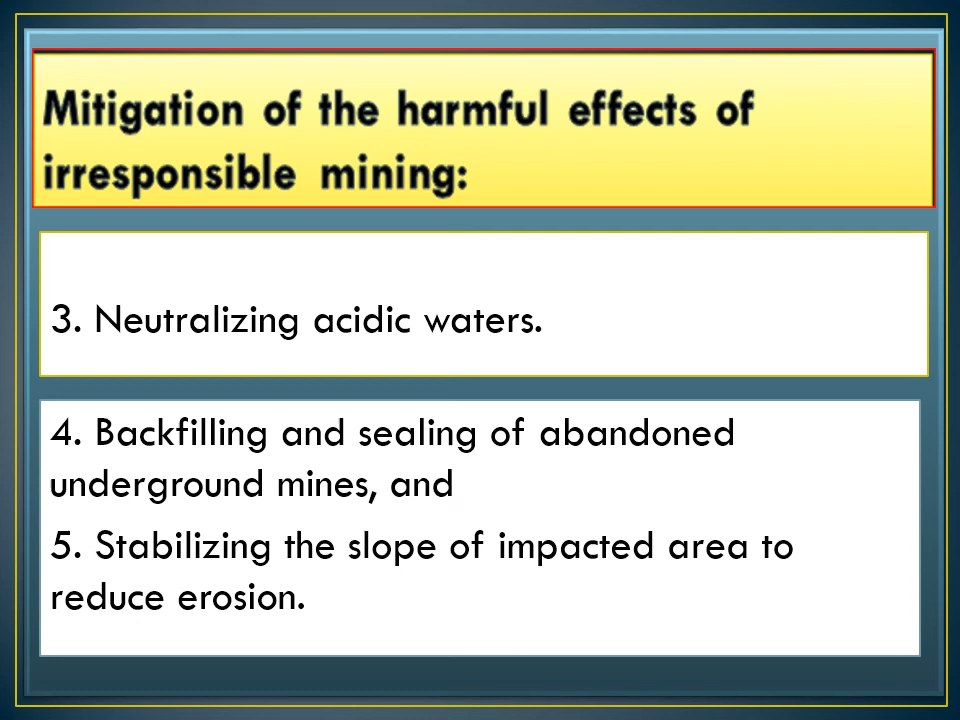 Mitigation of the harmful effects of
irresponsible mining:
3. Neutralizing acidic waters.
4. Backfilling and sealing of abandoned
underground mines, and
5. Stabilizing the slope of impacted area to
reduce erosion.